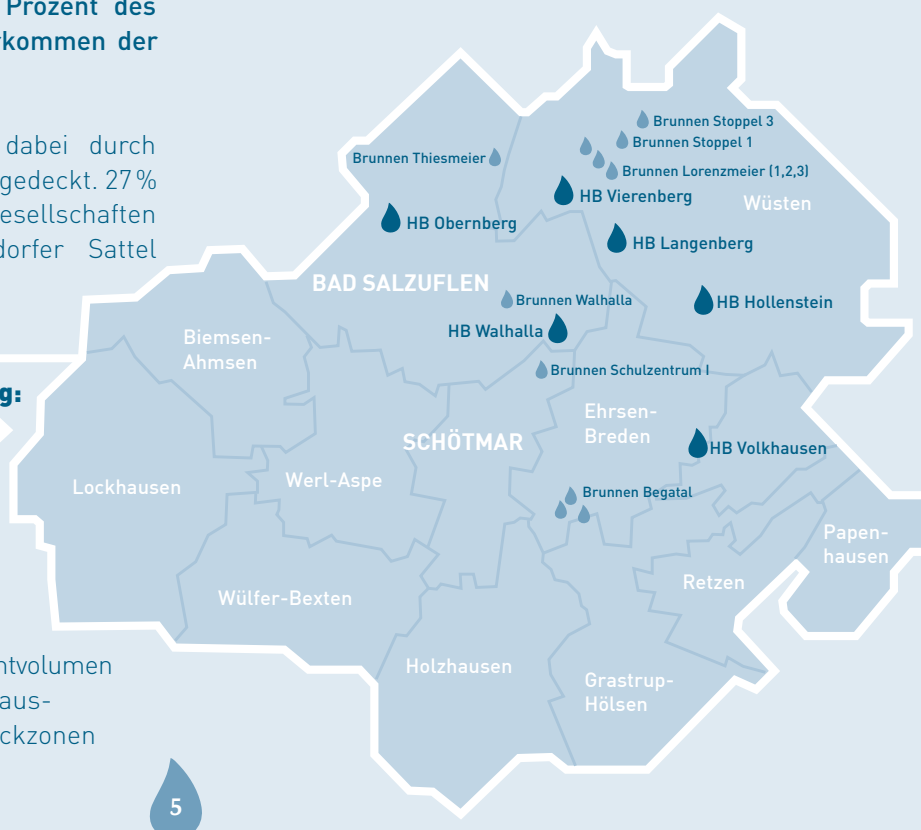 Prozent des
kommen der
dabei durch
gedeckt. 27 %
esellschaften
dorfer Sattel
g:
ntvolumen
aus-
ckzonen
5
Brunnen Stoppel 3
Brunnen Stoppel 1
Brunnen Thiesmeier
Brunnen Lorenzmeier (1,2,3)
HB Vierenberg
Wüsten
HB Obernberg
HB Langenberg
BAD SALZUFLEN
Brunnen Walhalla
HB Hollenstein
HB Walhalla
Biemsen-
Ahmsen
Brunnen Schulzentrum I
Ehrsen-
Breden
SCHÖTMAR
HB Volkhausen
Werl-Aspe
Lockhausen
Brunnen Begatal
Papen-
hausen
Retzen
Wülfer-Bexten
Holzhausen
Grastrup-
Hölsen